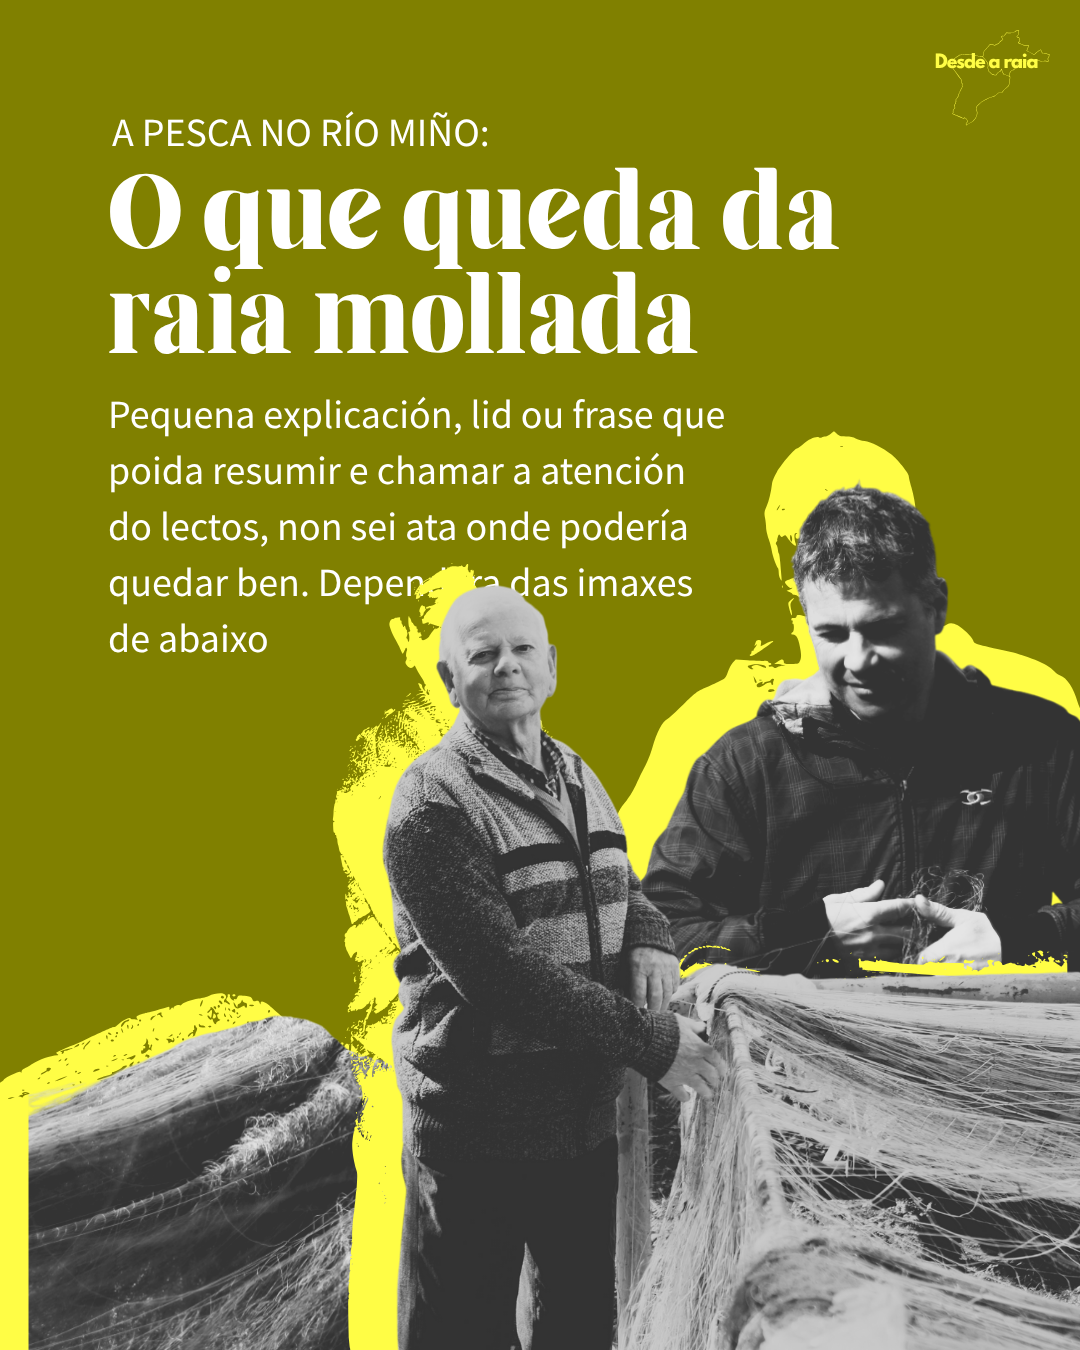 Desde a raia
A PESCA NO RÍO MIÑO:
O que queda da
raia mollada
Pequena explicación, lid ou frase que
poida resumir e chamar a atención
do lectos, non sei ata onde podería
quedar ben. das imaxes
de abaixo